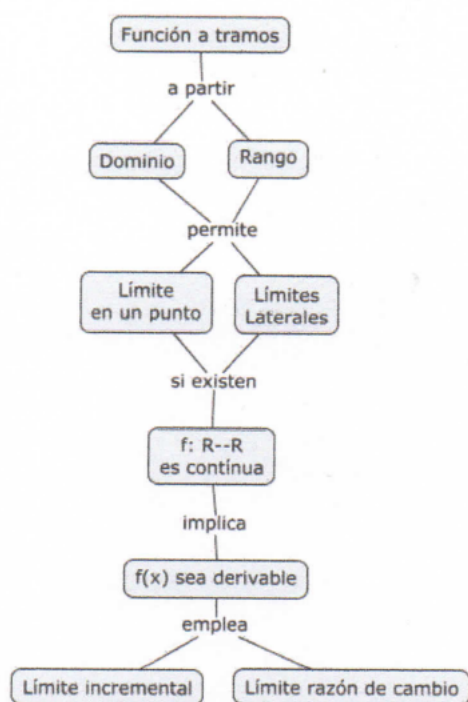 Función a tramos
a partir
Dominio
Rango
permite
Límite
en un punto
Límites
Laterales
si existen
f: R--R
es contínua
implica
f(x) sea derivable
emplea
Límite incremental
Límite razón de cambio